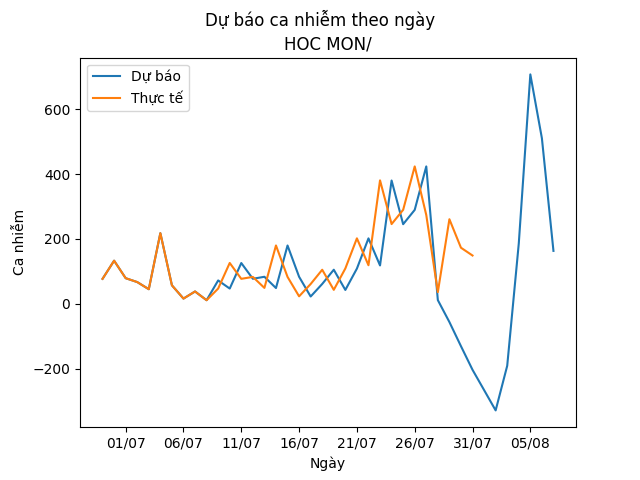 Dự báo ca nhiễm theo ngày
HOC MON/
Dự báo
Thực tế
Ca nhiễm
600
400
200
0
−200
01/07 06/07 11/07 16/07 21/07 26/07 31/07 05/08
Ngày